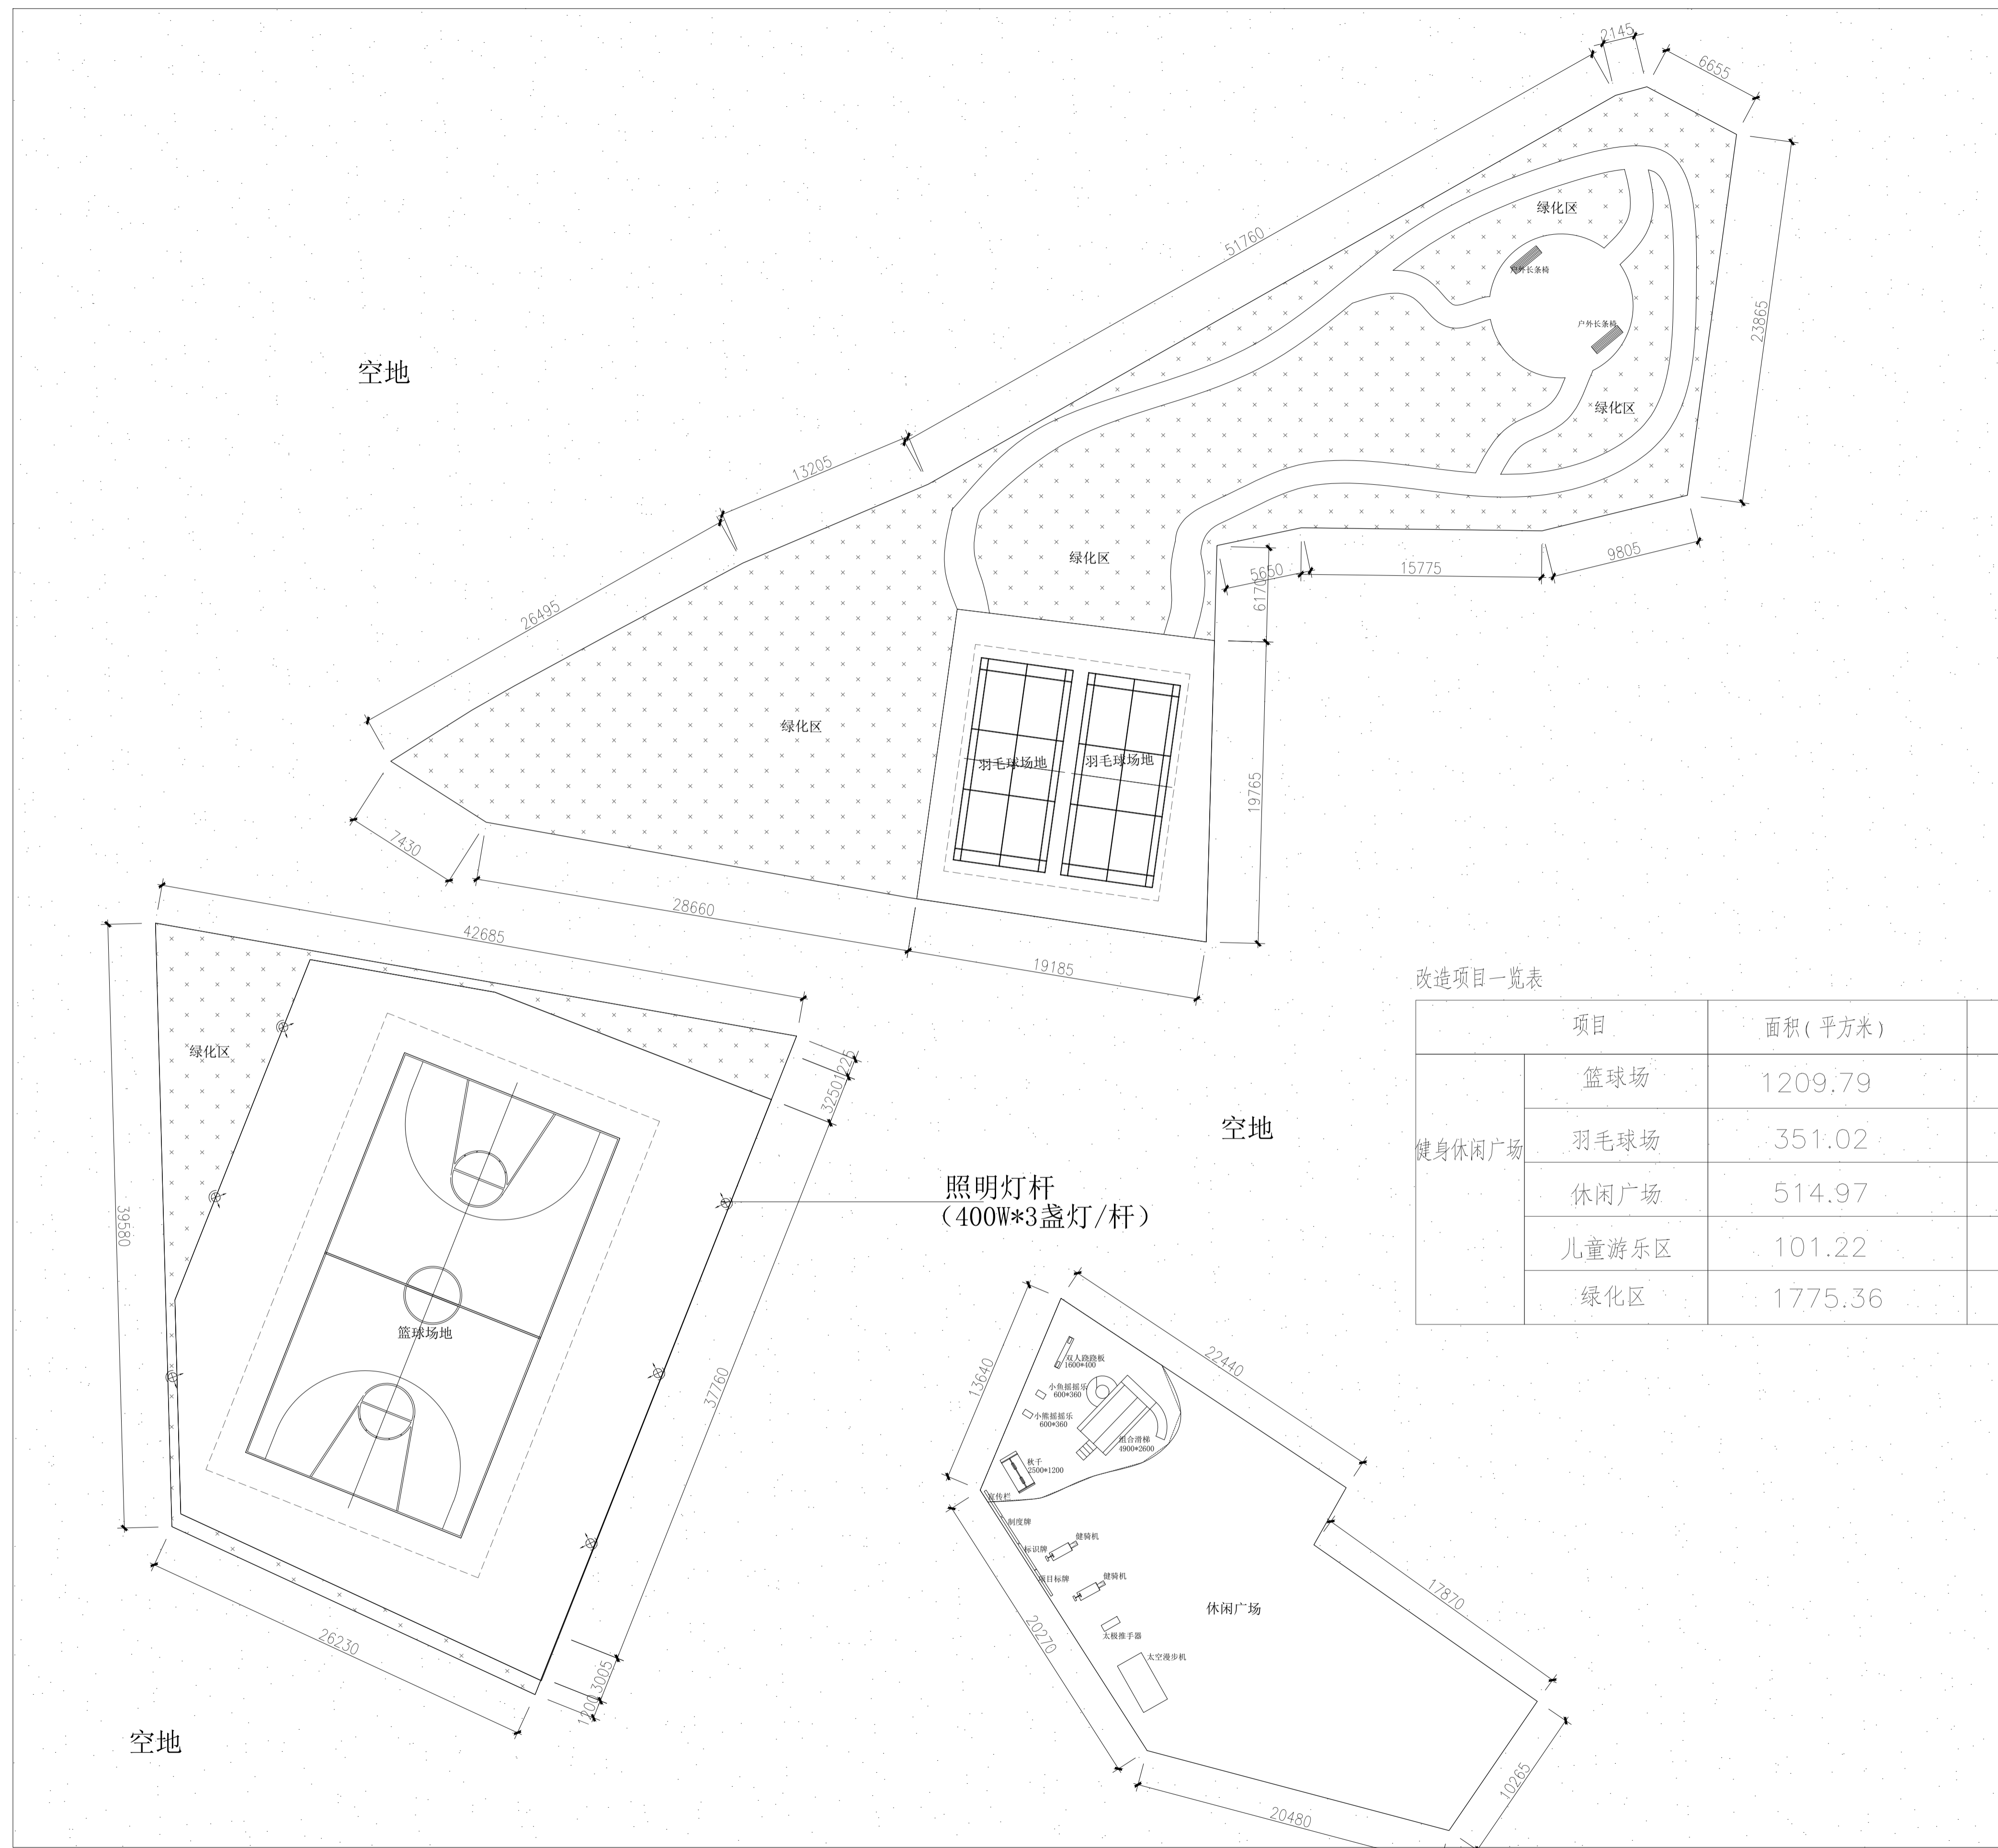 2145
6655
51760
绿化区
户外长条椅
户外长条椅
23865
空地
绿化区
13205
绿化区
9805
15775
5650
6170
26495
绿化区
羽毛球场地
羽毛球场地
19765
7430
28660
19185
42685
改造项目一览表
项目
面积(平方米)
健身休闲广场
篮球场
1209.79
羽毛球场
351.02
休闲广场
514.97
儿童游乐区
101.22
绿化区
1775.36
绿化区
1225
3250
空地
照明灯杆
(400W*3盏灯/杆)
39580
篮球场地
37760
26230
3005
1200
空地
22440
13640
双人跷跷板
1600*400
小鱼摇摇乐
600*360
小熊摇摇乐
600*360
组合滑梯
4900*2600
秋千
2500*1200
宣传栏
制度牌
标识牌
项目标牌
健骑机
健骑机
太极推手器
太空漫步机
休闲广场
17870
20270
10265
20480